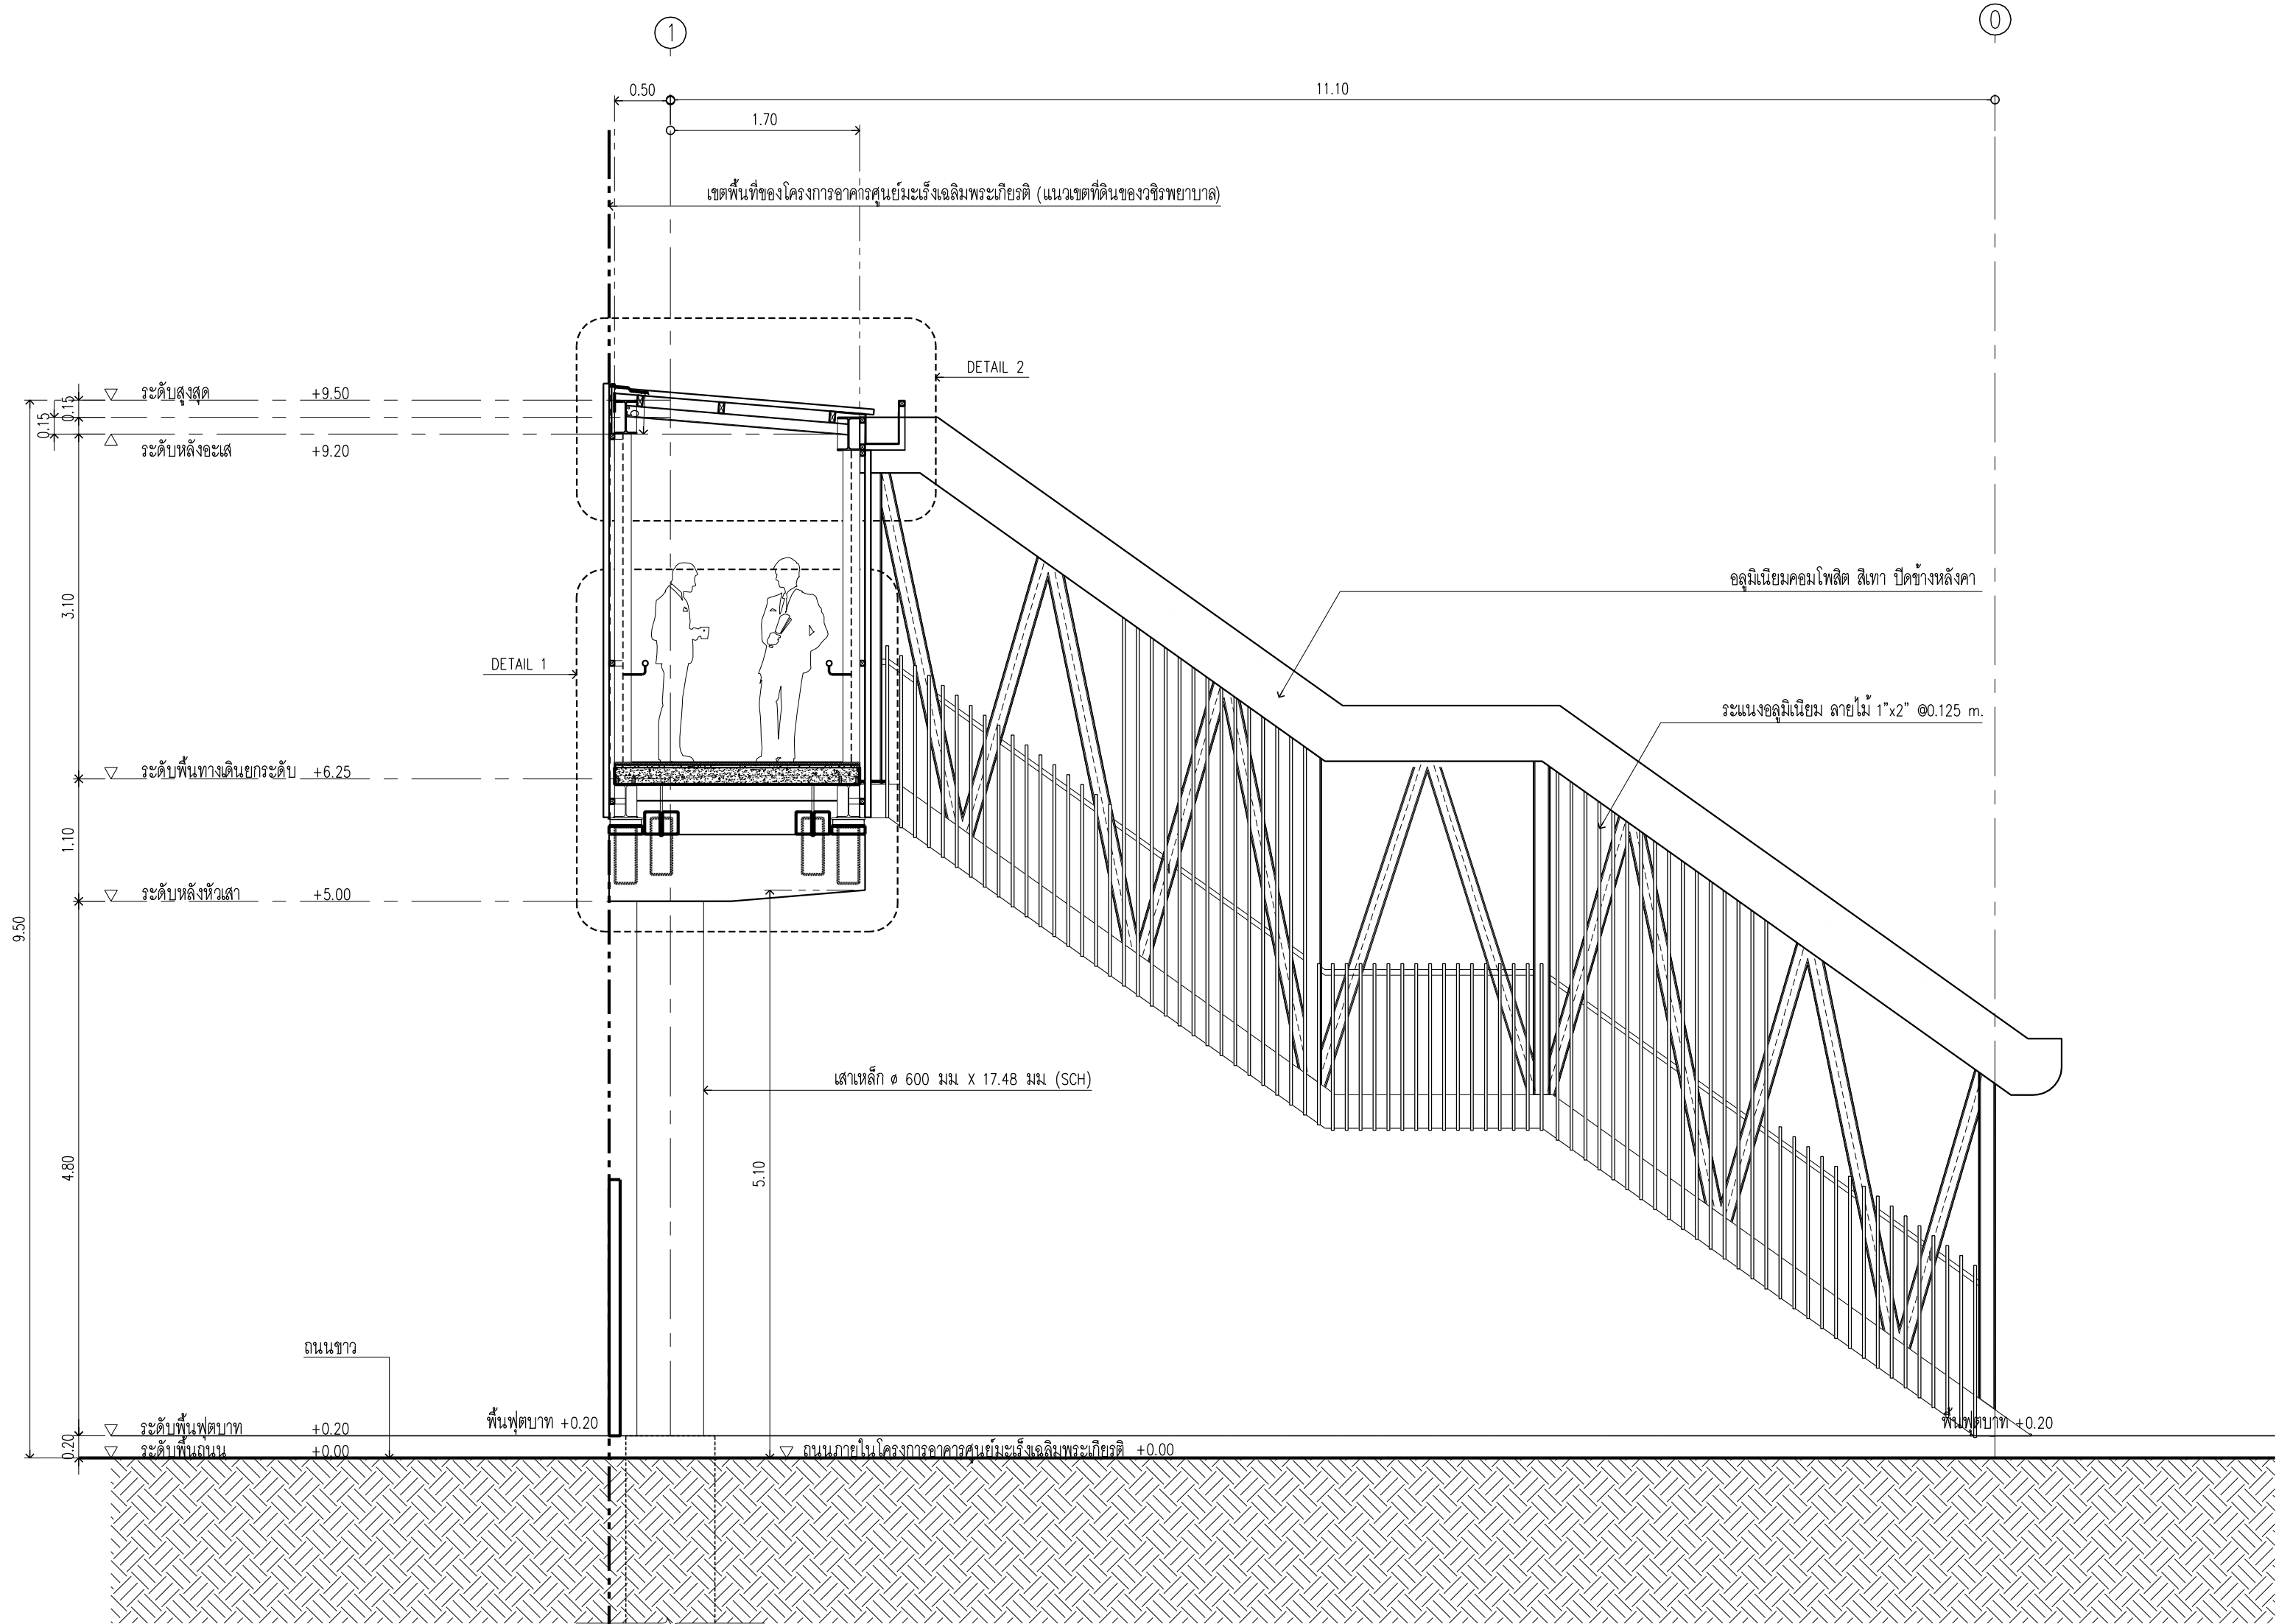 1
0
0.50
11.10
1.70
เขตพื้นที่ของโครงการอาคารศูนย์มะเร็งเฉลิมพระเกียรติ (แนวเขตที่ดินของวชิรพยาบาล)
DETAIL 2
ระดับสูงสุด +9.50
0.15
0.15
ระดับหลังอะเส +9.20
อลูมิเนียมคอมโพสิต สีเทา ปิดข้างหลังคา
3.10
DETAIL 1
ระแนงอลูมิเนียม ลายไม้ 1"x2" @0.125 m.
ระดับพื้นทางเดินยกระดับ +6.25
1.10
ระดับหลังหัวเสา +5.00
9.50
เสาเหล็ก ø 600 มม. X 17.48 มม. (SCH)
4.80
5.10
ถนนขาว
พื้นฟุตบาท +0.20
พื้นฟุตบาท +0.20
ระดับพื้นฟุตบาท +0.20
0.20
ระดับพื้นถนน +0.00
ถนนภายในโครงการอาคารศูนย์มะเร็งเฉลิมพระเกียรติ +0.00